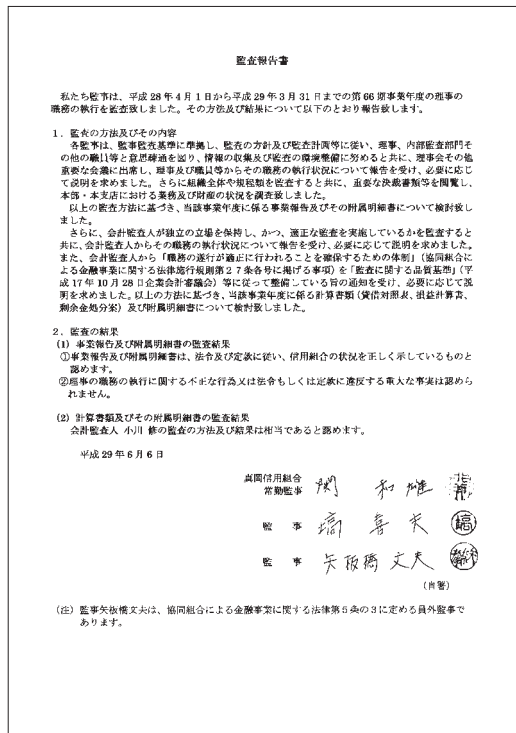 監査報告書
私たち監事は、平成28年4月1日から平成29年3月31日までの第66期事業年度の理事の
職務の執行を監査致しました。その方法及び結果について以下のとおり報告致します。
1．監査の方法及びその内容
各監事は、監事監査基準に準拠し、監査の方針及び監査計画等に従い、理事、内部監査部門そ
の他の職員等と意思疎通を図り、情報の収集及び監査の環境整備に努めると共に、理事会その他
重要な会議に出席し、理事及び職員等からその職務の執行状況について報告を受け、必要に応じ
て説明を求めました。さらに組織全体や規程類を監査すると共に、重要な決裁書類等を閲覧し、
本部・本支店における業務及び財産の状況を調査致しました。
以上の監査方法に基づき、当該事業年度に係る事業報告及びその附属明細書について検討致し
ました。
さらに、会計監査人が独立の立場を保持し、かつ、適正な監査を実施しているかを監査すると
共に、会計監査人からその職務の執行状況について報告を受け、必要に応じて説明を求めました。
また、会計監査人から「職務の遂行が適正に行われることを確保するための体制」（協同組合に
よる金融事業に関する法律施行規則第27条各号に掲げる事項）を「監査に関する品質基準」（平
成17年10月28日企業会計審議会）等に従って整備している旨の通知を受け、必要に応じて説
明を求めました。以上の方法に基づき、当該事業年度に係る計算書類（貸借対照表、損益計算書、
剰余金処分案）及び附属明細書について検討致しました。
2．監査の結果
(1) 事業報告及び附属明細書の監査結果
①事業報告及び附属明細書は、法令及び定款に従い、信用組合の状況を正しく示しているものと
認めます。
②理事の職務の執行に関する不正な行為又は法令もしくは定款に違反する重大な事実は認めら
れません。
(2) 計算書類及びその附属明細書の監査結果
会計監査人 小川 修の監査の方法及び結果は相当であると認めます。
平成29年6月6日
真岡信用組合
常勤監事 関 和雄
監 事 塙 喜夫 塙
監 事 矢板橋 文夫
(自署)
(注) 監事矢板橋文夫は、協同組合による金融事業に関する法律第5条の3に定める員外監事で
あります。